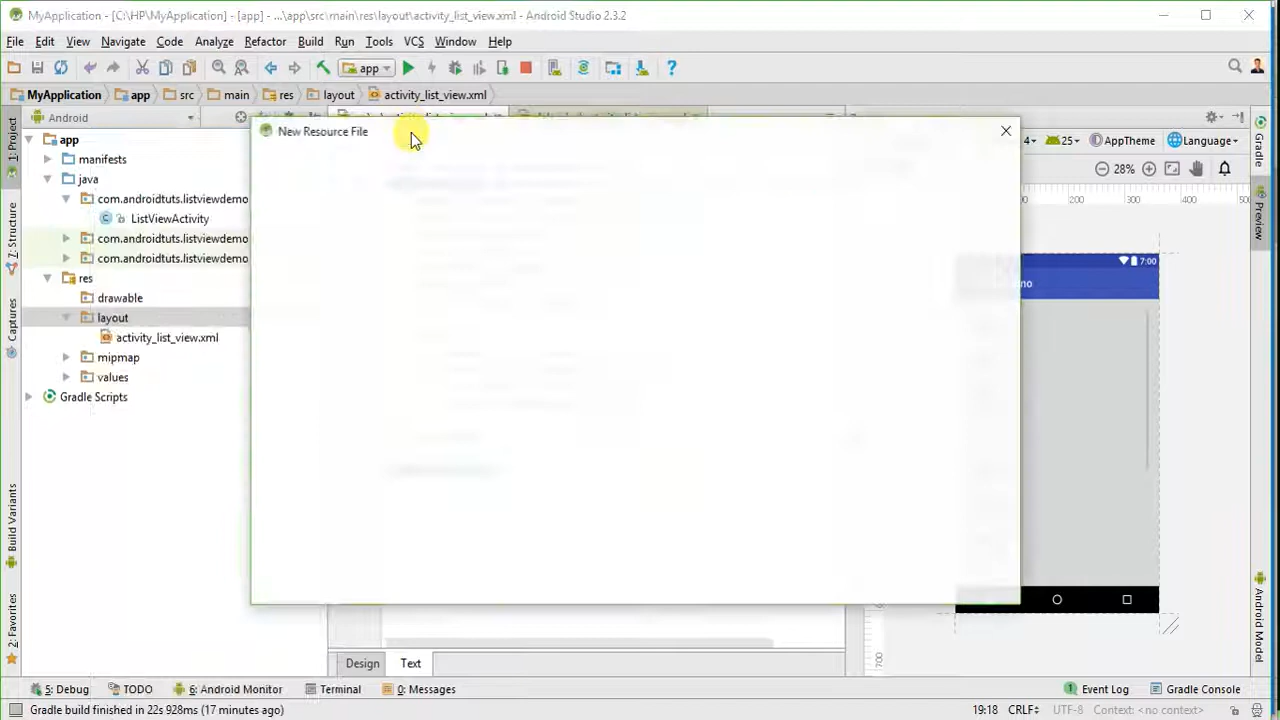 MyApplication - [C:\HP\MyApplication] - [app] - ...\app\src\main\res\layout\activity_list_view.xml - Android Studio 2.3.2
File Edit View Navigate Code Analyze Refactor Build Run Tools VCS Window Help
app
MyApplication app src main res layout activity_list_view.xml
Android
1: Project
Z: Structure
Captures
Build Variants
2: Favorites
app
manifests
java
com.androidtuts.listviewdemo
ListViewActivity
com.androidtuts.listviewdemo
com.androidtuts.listviewdemo
res
drawable
layout
activity_list_view.xml
mipmap
values
Gradle Scripts
New Resource File
4 25 AppTheme Language
28%
300 400
7:00
mo
700
Gradle
Preview
Android Model
Design Text
5: Debug TODO 6: Android Monitor Terminal 0: Messages 1 Event Log Gradle Console
Gradle build finished in 22s 928ms (17 minutes ago) 19:18 CRLF UTF-8 Context: <no context>